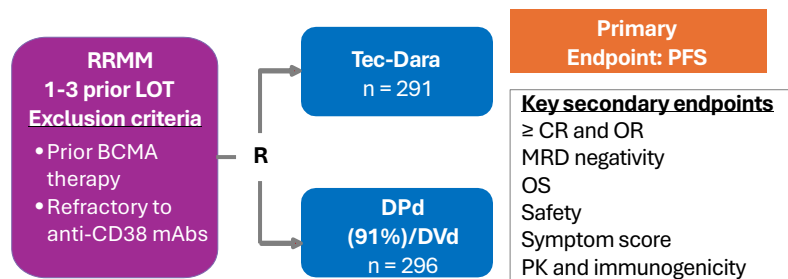 RRMM
1-3 prior LOT
Exclusion criteria
• Prior BCMA
therapy
• Refractory to
anti-CD38 mAbs
R
Tec-Dara
n = 291
DPd
(91%)/DVd
n = 296
Primary
Endpoint: PFS
Key secondary endpoints
≥ CR and OR
MRD negativity
OS
Safety
Symptom score
PK and immunogenicity